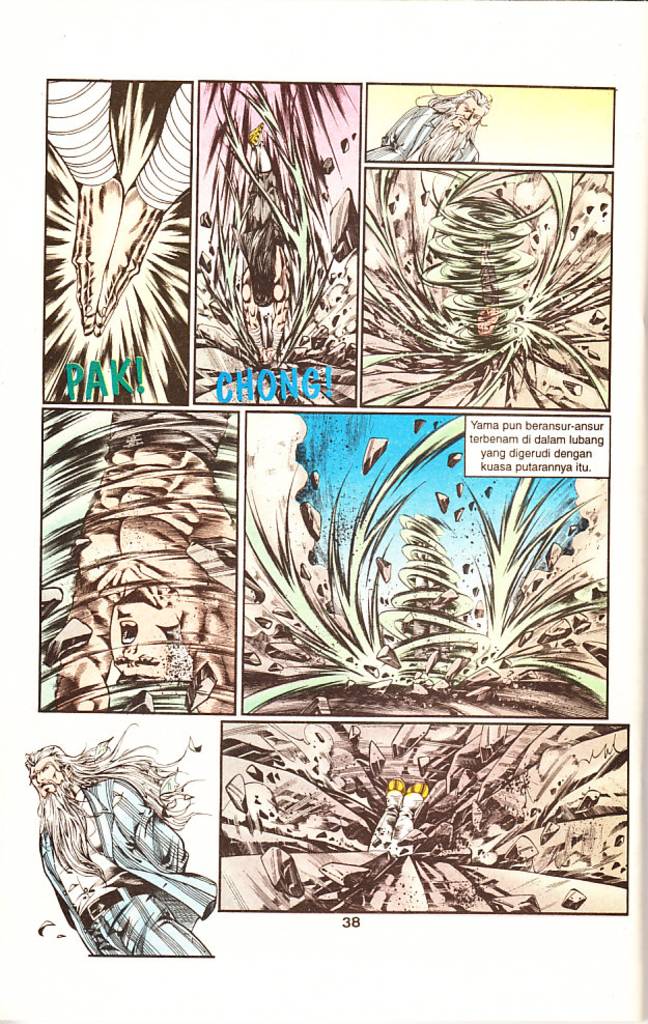 PAK!
CHONG!
Yama pun beransur-ansur
terbenam di dalam lubang
yang digerudi dengan
kuasa putarannya itu.
38